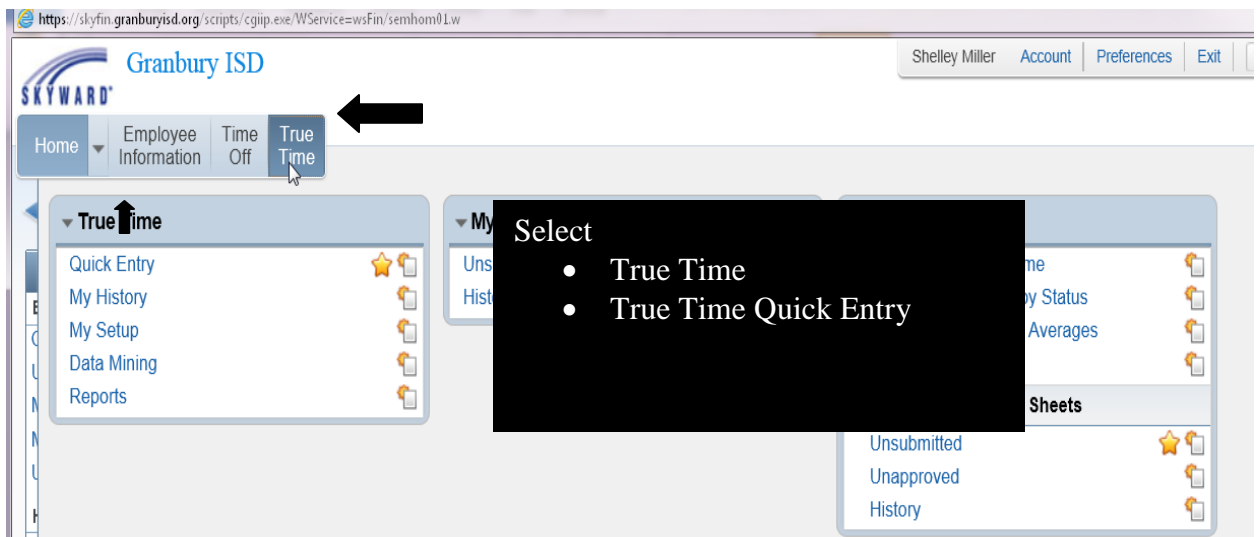 https://skyfin.granburyisd.org/scripts/cgiip.exe/WService=wsFin/semhom01.w
SKYWARD
Granbury ISD
Shelley Miller Account Preferences Exit
Home Employee Information Time Off True Time
True Time
Quick Entry
My History
My Setup
Data Mining
Reports
My
Uns
Hist
Select
• True Time
• True Time Quick Entry
me
by Status
Averages
Sheets
Unsubmitted
Unapproved
History